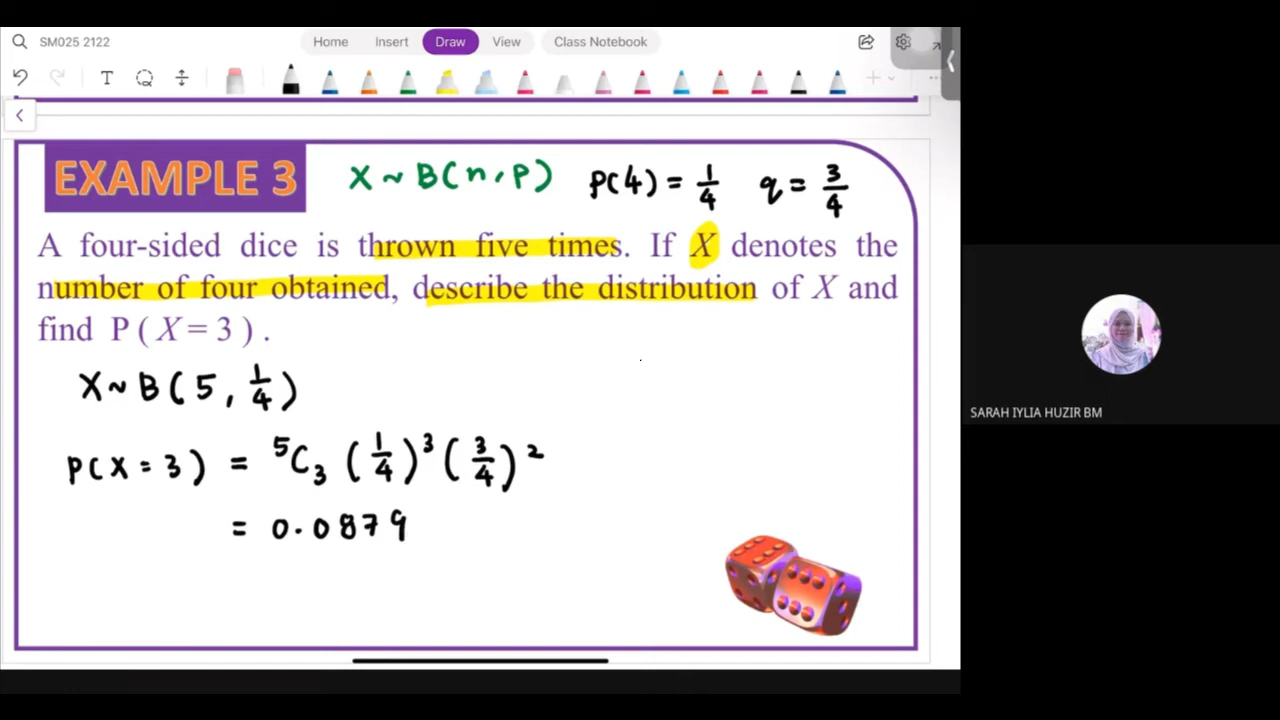 SM025 2122
Home Insert Draw View Class Notebook
EXAMPLE 3
X ~ B(n, p) P(4) = 1/4 q = 3/4
A four-sided dice is thrown five times. If X denotes the
number of four obtained, describe the distribution of X and
find P ( X = 3 ) .
X ~ B(5, 1/4)
P(X = 3) = ⁵C₃ (1/4)³ (3/4)²
= 0.0879
SARAH IYLIA HUZIR BM